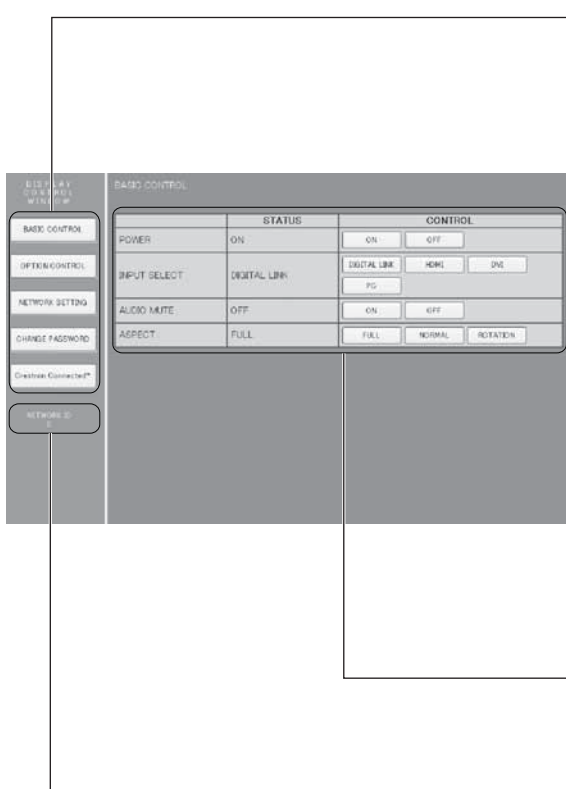 DISPLAY
CONTROL
WINDOW
BASIC CONTROL
OPTION CONTROL
NETWORK SETTING
CHANGE PASSWORD
Crestron Connected™
NETWORK ID
0
BASIC CONTROL
STATUS CONTROL
POWER ON ON OFF
INPUT SELECT DIGITAL LINK DIGITAL LINK HDMI DVI
PC
AUDIO MUTE OFF ON OFF
ASPECT FULL FULL NORMAL ROTATION